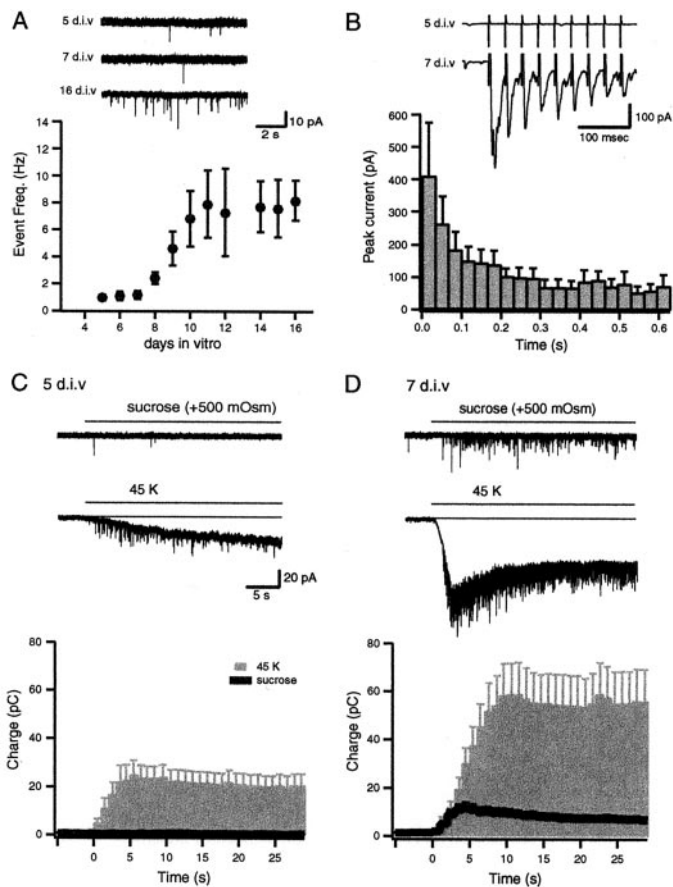 A
5 d.i.v
7 d.i.v
16 d.i.v
10 pA
2 s
14
12
10
8
6
4
2
0
Event Freq. (Hz)
4 6 8 10 12 14 16
days in vitro
B
5 d.i.v
7 d.i.v
100 pA
100 msec
600
500
400
300
200
100
0
Peak current (pA)
0.0 0.1 0.2 0.3 0.4 0.5 0.6
Time (s)
C 5 d.i.v
sucrose (+500 mOsm)
45 K
20 pA
5 s
80
60
40
20
0
Charge (pC)
45 K
sucrose
0 5 10 15 20 25
Time (s)
D 7 d.i.v
sucrose (+500 mOsm)
45 K
80
60
40
20
0
Charge (pC)
0 5 10 15 20 25
Time (s)